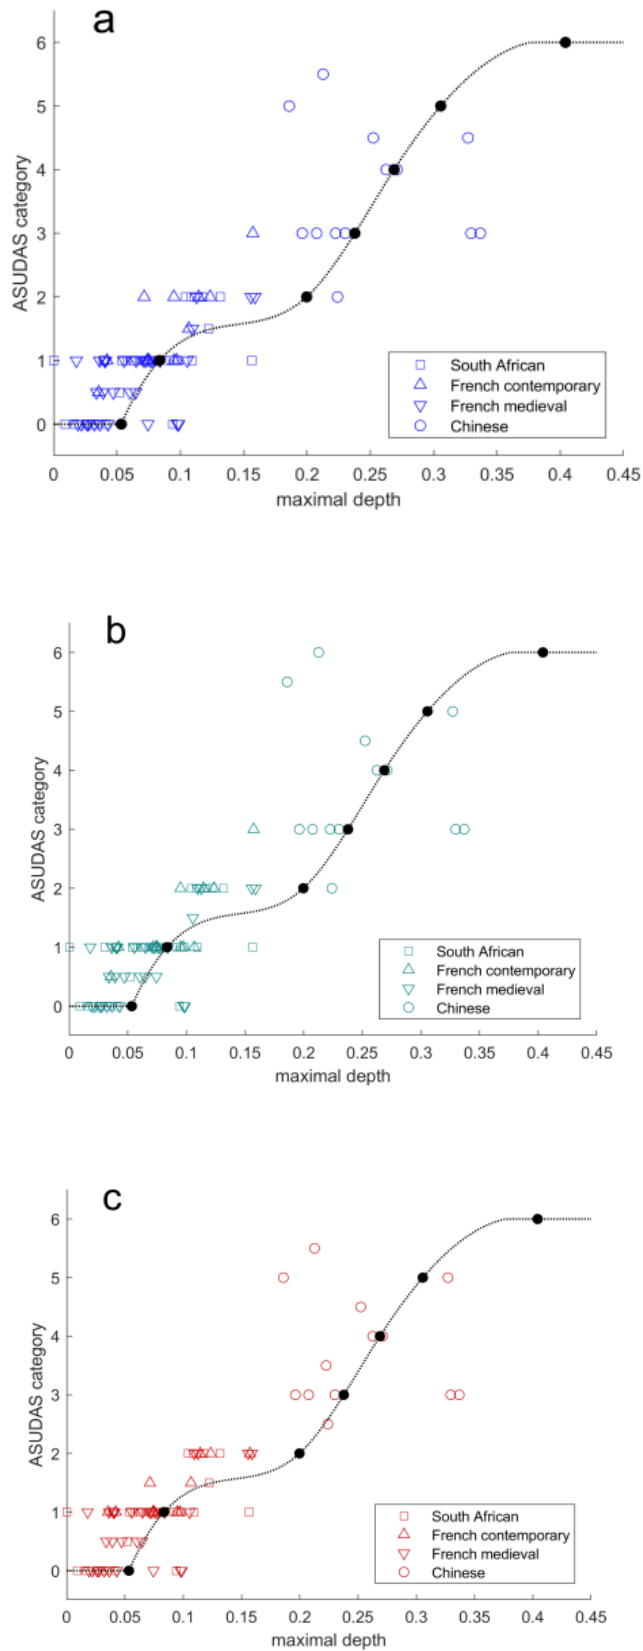 a
6
5
4
3
2
1
0
ASUDAS category
South African
French contemporary
French medieval
Chinese
0 0.05 0.1 0.15 0.2 0.25 0.3 0.35 0.4 0.45
maximal depth
b
6
5
4
3
2
1
0
ASUDAS category
South African
French contemporary
French medieval
Chinese
0 0.05 0.1 0.15 0.2 0.25 0.3 0.35 0.4 0.45
maximal depth
c
6
5
4
3
2
1
0
ASUDAS category
South African
French contemporary
French medieval
Chinese
0 0.05 0.1 0.15 0.2 0.25 0.3 0.35 0.4 0.45
maximal depth